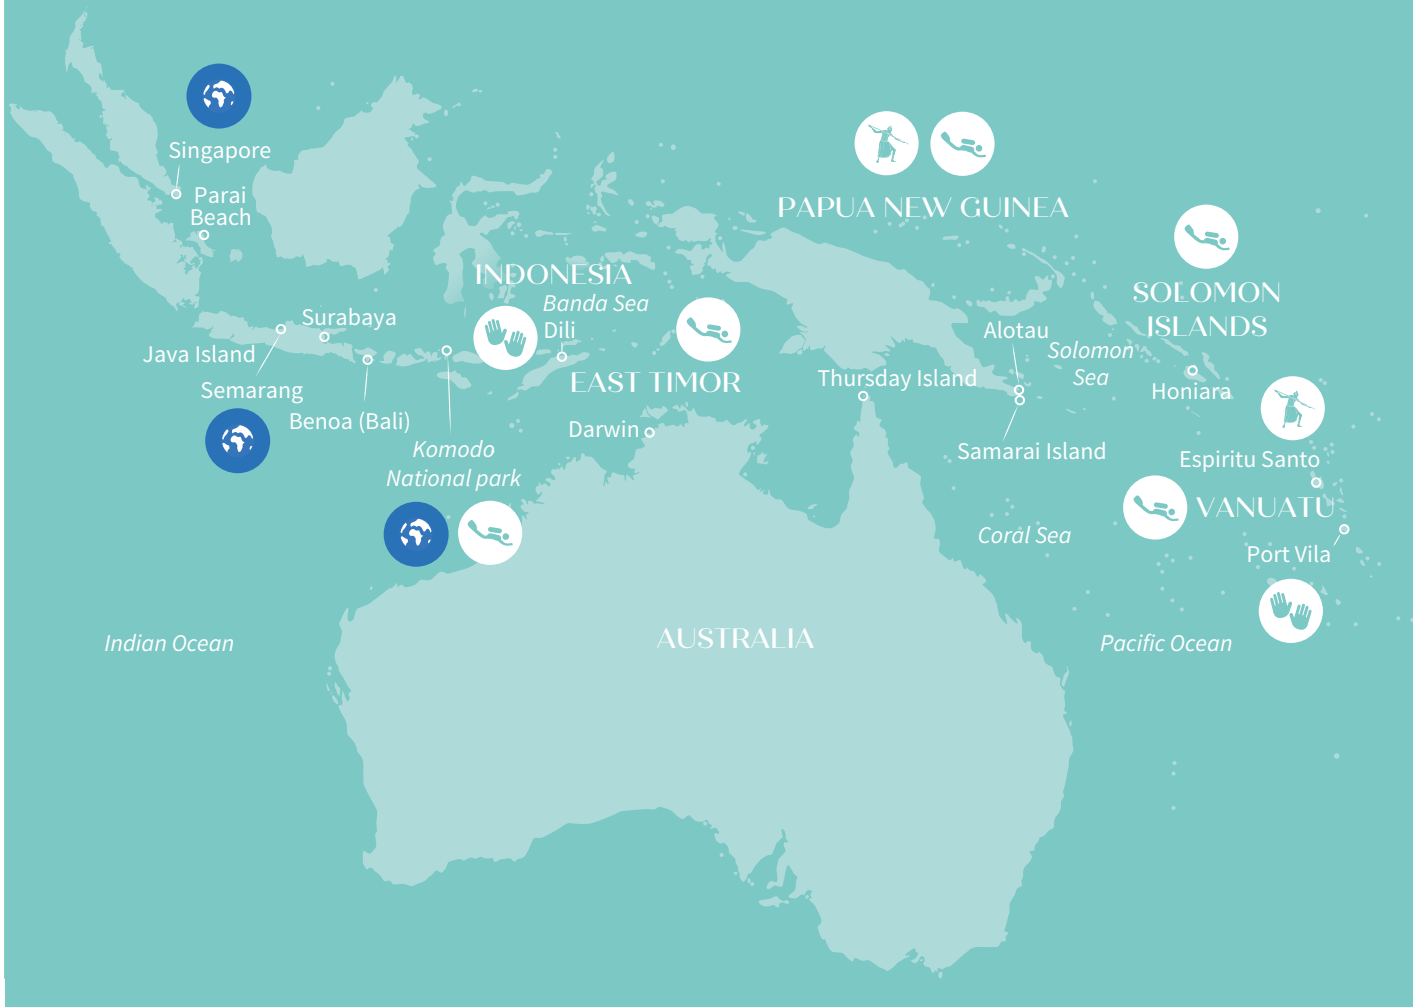 Singapore
Parai
Beach
PAPUA NEW GUINEA
INDONESIA
Banda Sea
SOLOMON
ISLANDS
Surabaya
Dili
Alotau
Java Island
Solomon
Sea
EAST TIMOR
Thursday Island
Semarang
Honiara
Benoa (Bali)
Darwin
Komodo
National park
Samarai Island
Espiritu Santo
VANUATU
Coral Sea
Port Vila
Indian Ocean
AUSTRALIA
Pacific Ocean